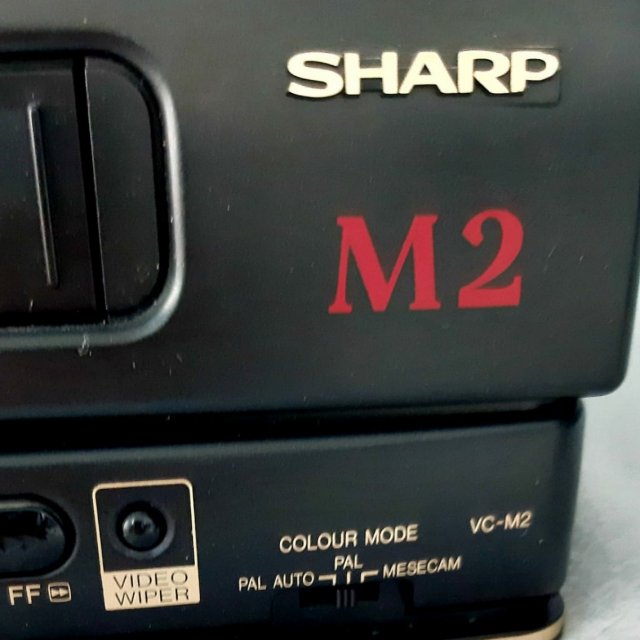 SHARP
M2
COLOUR MODE
VC-M2
PAL
PAL AUTO
MESECAM
VIDEO
WIPER
FF